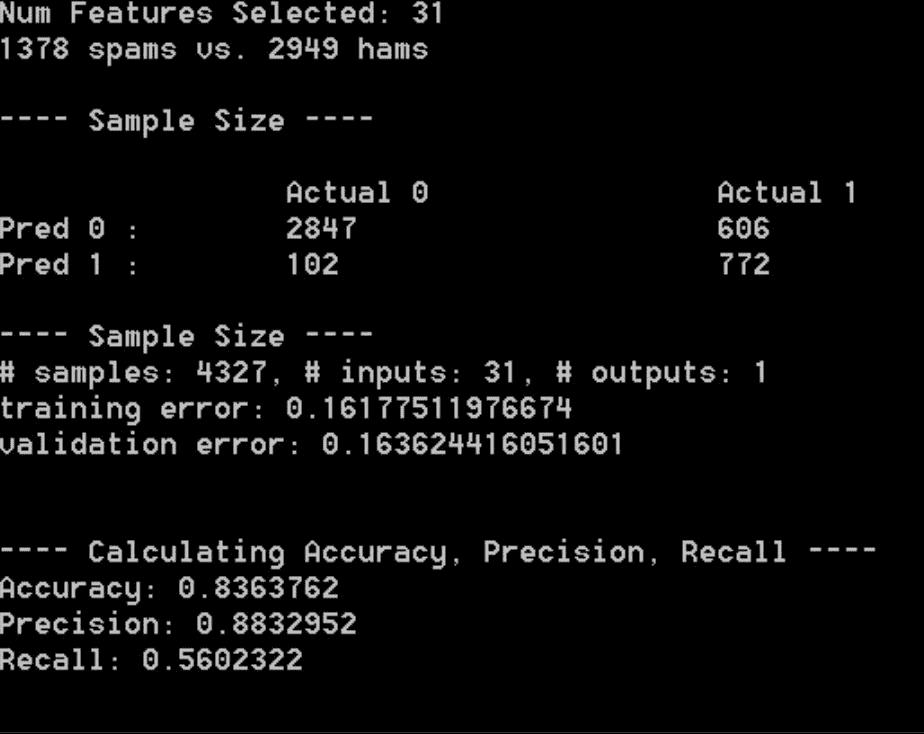 Num Features Selected: 31
1378 spams vs. 2949 hams
---- Sample Size ----
Actual 0 Actual 1
Pred 0 : 2847 606
Pred 1 : 102 772
---- Sample Size ----
# samples: 4327, # inputs: 31, # outputs: 1
training error: 0.16177511976674
validation error: 0.163624416051601
---- Calculating Accuracy, Precision, Recall ----
Accuracy: 0.8363762
Precision: 0.8832952
Recall: 0.5602322